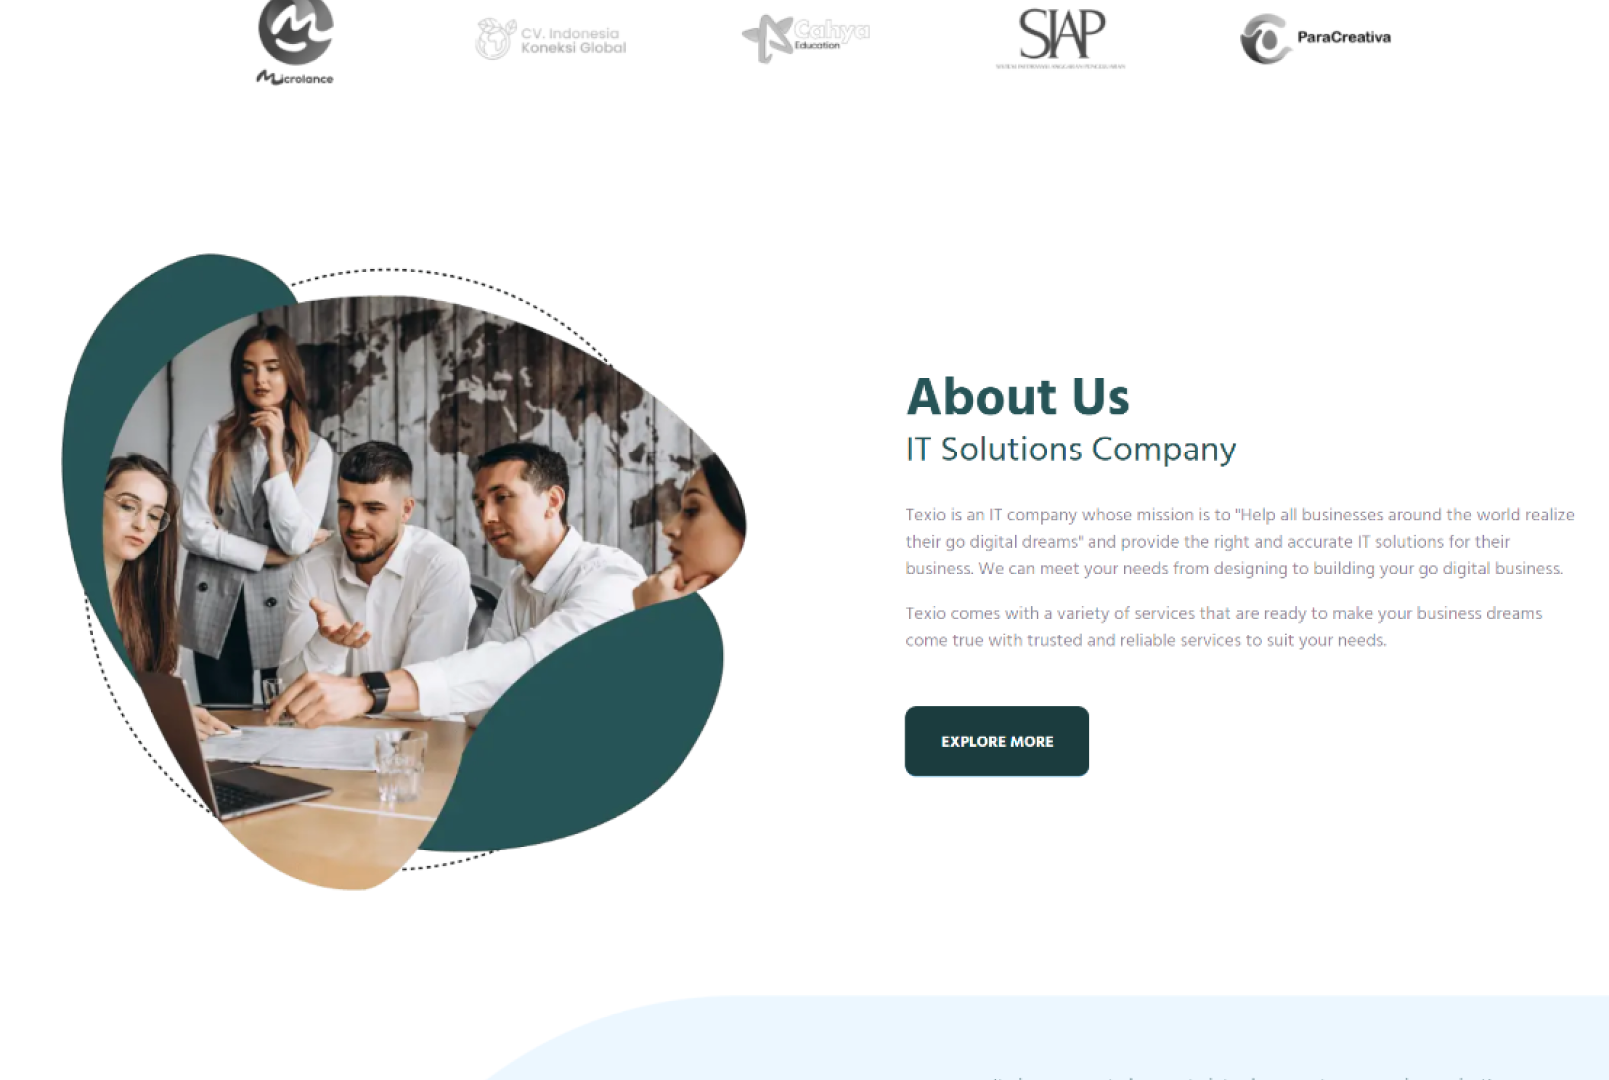 Microlance
CV. Indonesia
Koneksi Global
Cahya
Education
SIAP
SISTEM INFORMASI ANGGARAN PENGELUARAN
ParaCreativa
About Us
IT Solutions Company
Texio is an IT company whose mission is to "Help all businesses around the world realize
their go digital dreams" and provide the right and accurate IT solutions for their
business. We can meet your needs from designing to building your go digital business.
Texio comes with a variety of services that are ready to make your business dreams
come true with trusted and reliable services to suit your needs.
EXPLORE MORE